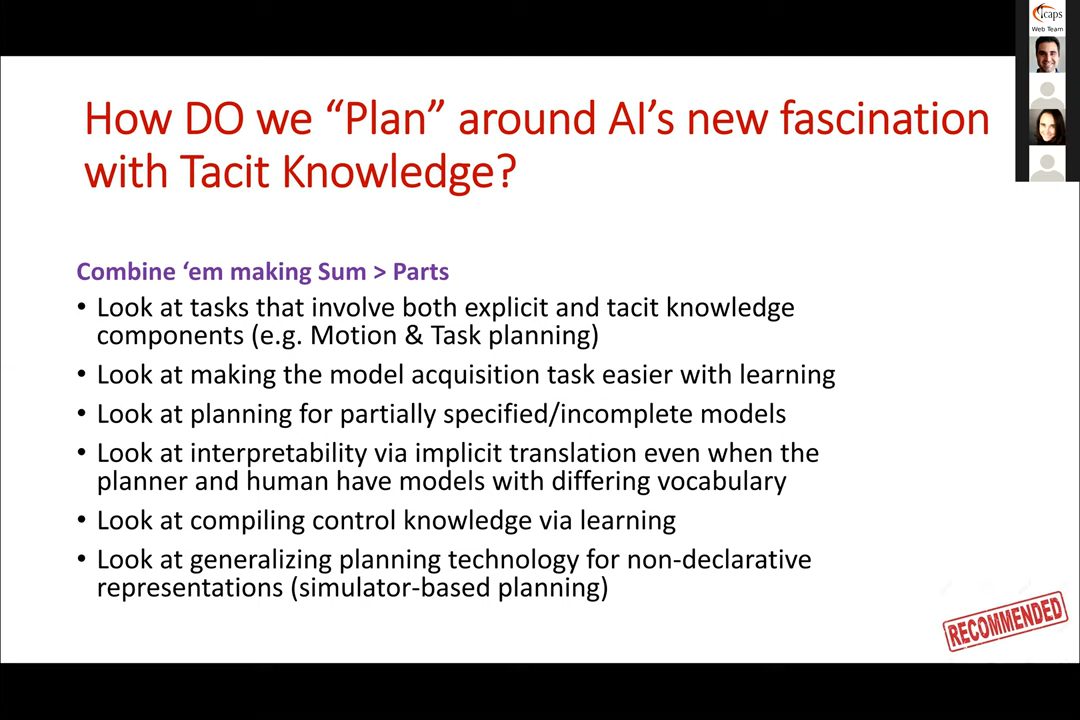 icaps
Web Team
How DO we “Plan” around AI’s new fascination
with Tacit Knowledge?
Combine ‘em making Sum > Parts
• Look at tasks that involve both explicit and tacit knowledge
components (e.g. Motion & Task planning)
• Look at making the model acquisition task easier with learning
• Look at planning for partially specified/incomplete models
• Look at interpretability via implicit translation even when the
planner and human have models with differing vocabulary
• Look at compiling control knowledge via learning
• Look at generalizing planning technology for non-declarative
representations (simulator-based planning)
RECOMMENDED